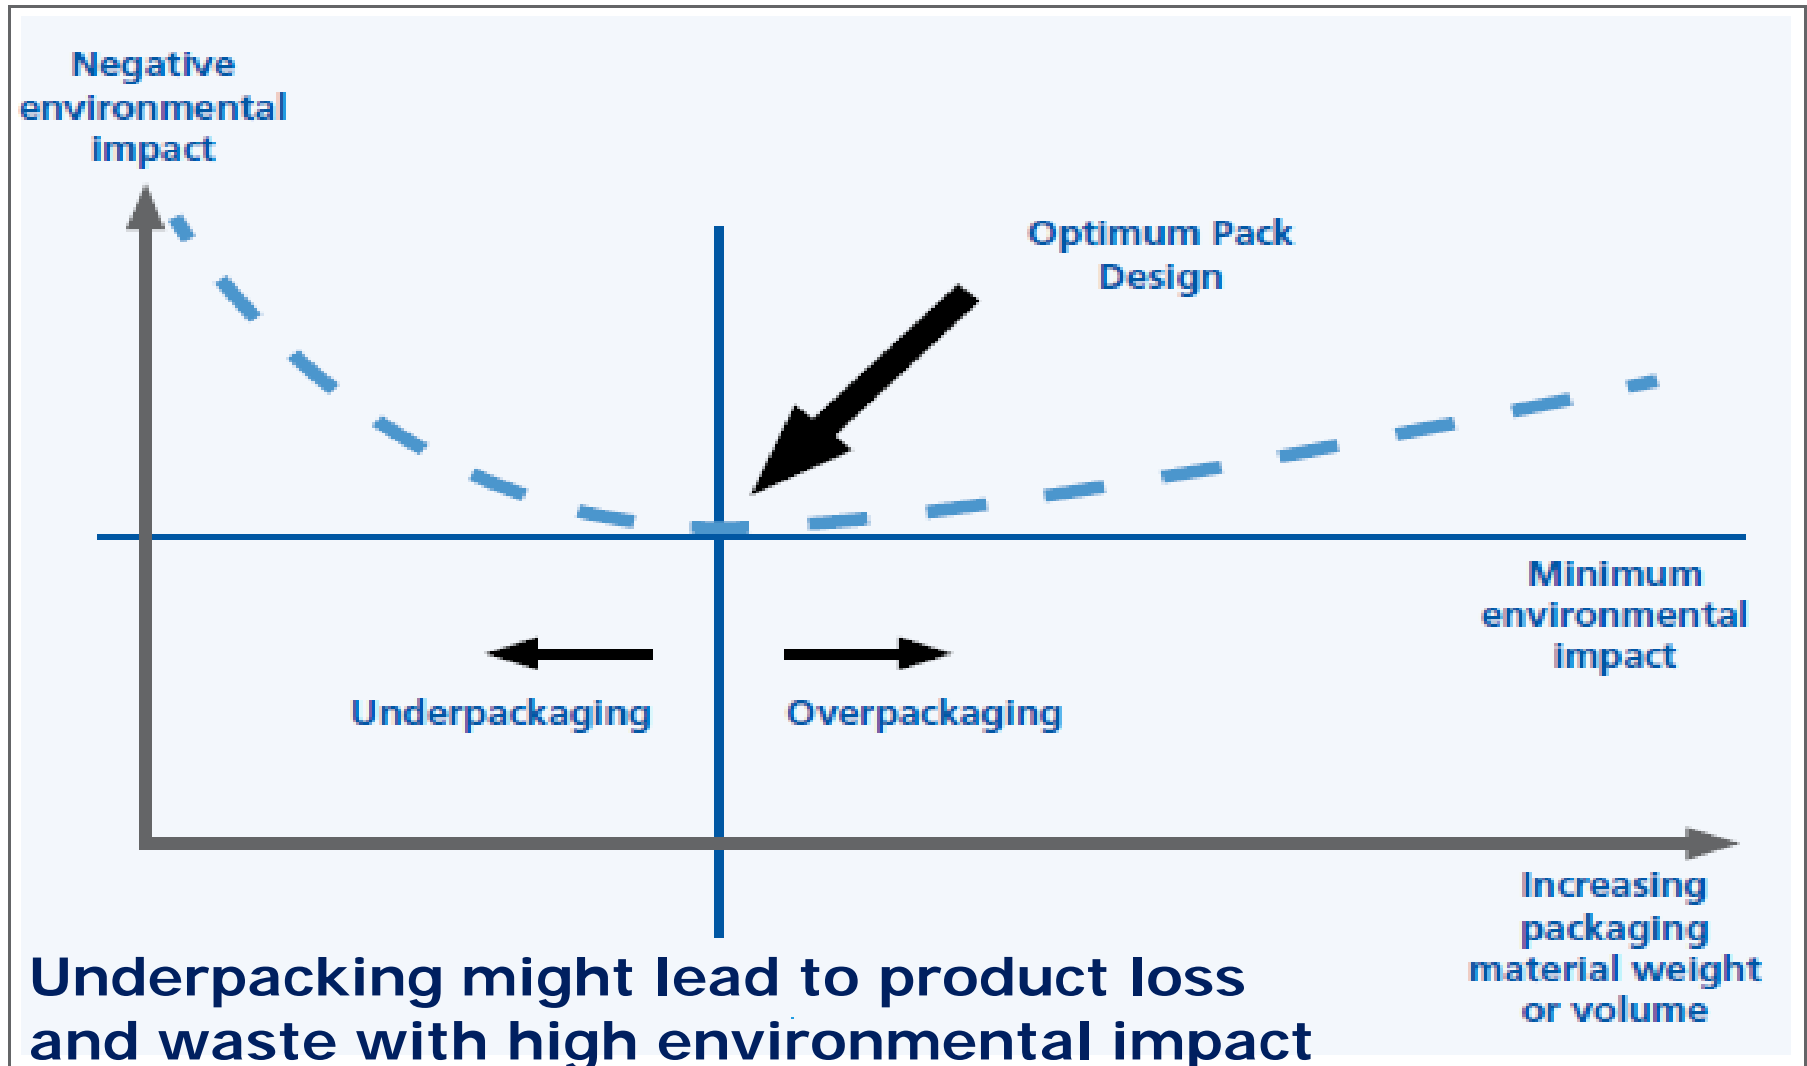 Negative
environmental
impact
Optimum Pack
Design
Minimum
environmental
impact
Underpackaging
Overpackaging
Increasing
packaging
material weight
or volume
Underpacking might lead to product loss
and waste with high environmental impact